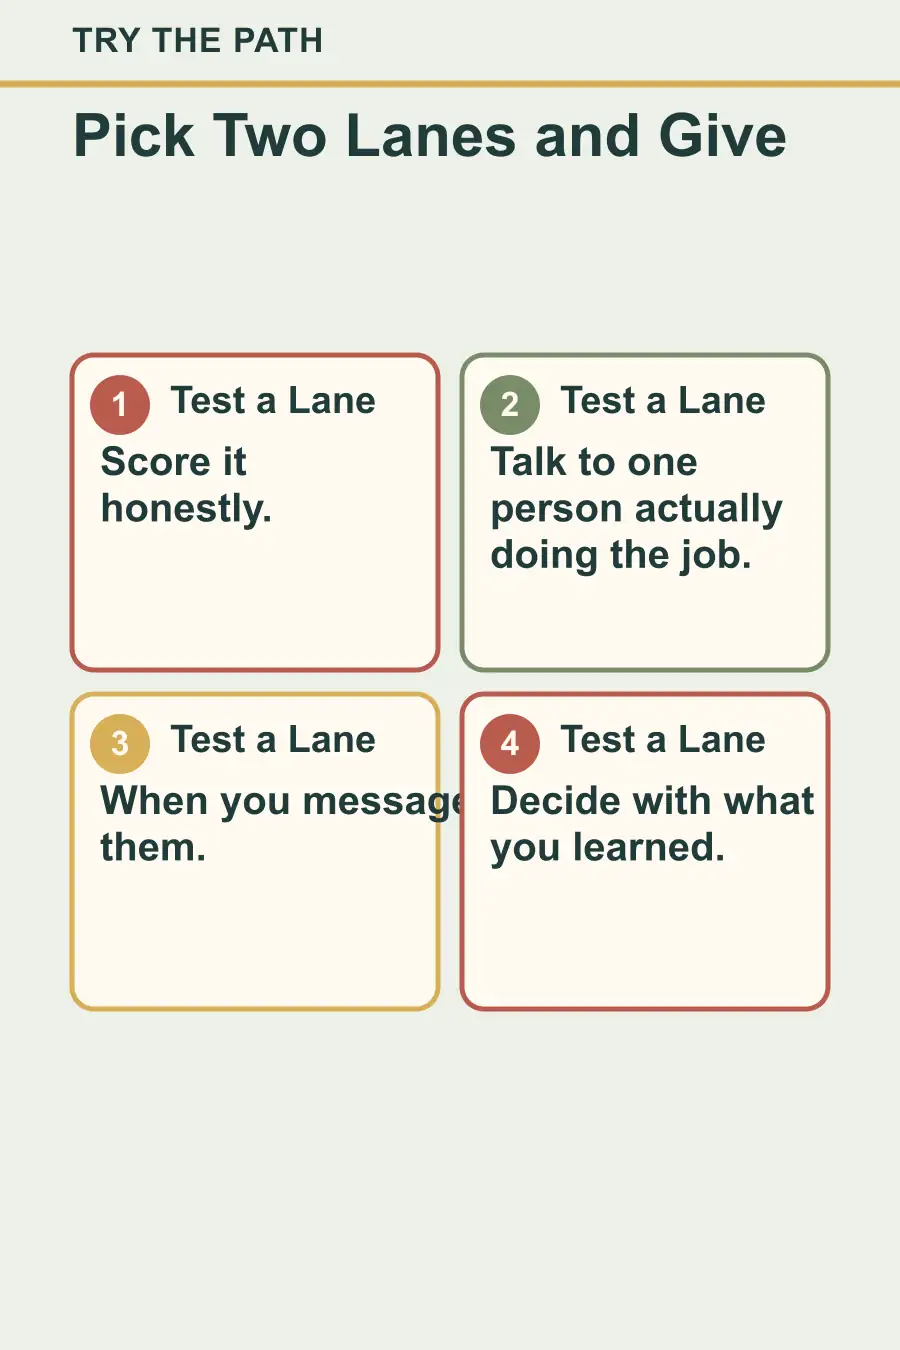 TRY THE PATH
Pick Two Lanes and Give
1 Test a Lane
Score it
honestly.
2 Test a Lane
Talk to one
person actually
doing the job.
3 Test a Lane
When you message
them.
4 Test a Lane
Decide with what
you learned.